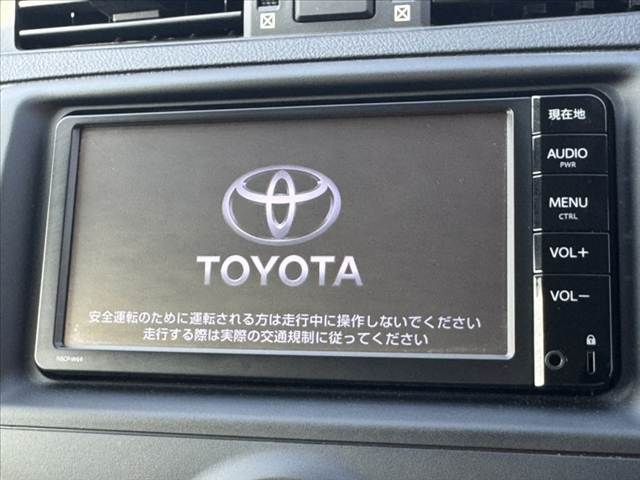 現在地
AUDIO
PWR
MENU
CTRL
VOL+
VOL−
TOYOTA
安全運転のために運転される方は走行中に操作しないでください
走行する際は実際の交通規制に従ってください
NSCP-W64